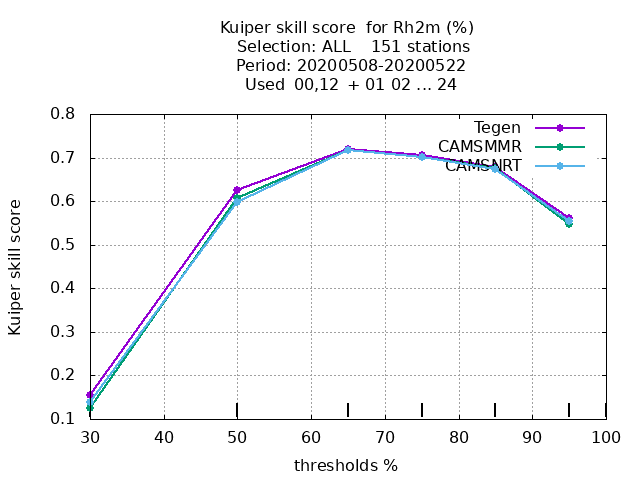 Kuiper skill score for Rh2m (%)
Selection: ALL 151 stations
Period: 20200508-20200522
Used 00,12 + 01 02 ... 24
Tegen
CAMSMMR
CAMSNRT
Kuiper skill score
0.8
0.7
0.6
0.5
0.4
0.3
0.2
0.1
30 40 50 60 70 80 90 100
thresholds %